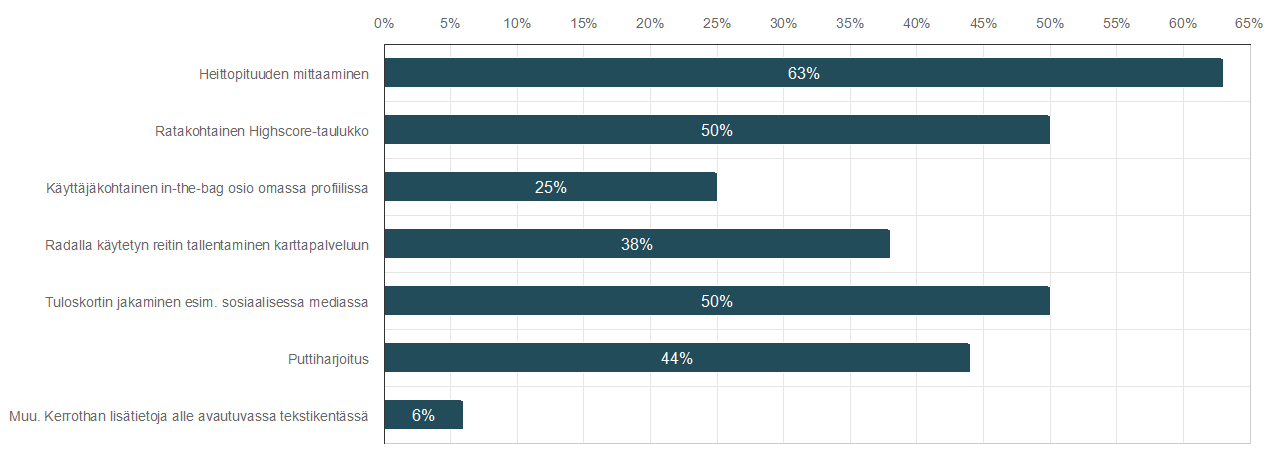 0% 5% 10% 15% 20% 25% 30% 35% 40% 45% 50% 55% 60% 65%
Heittopituuden mittaaminen 63%
Ratakohtainen Highscore-taulukko 50%
Käyttäjäkohtainen in-the-bag osio omassa profiilissa 25%
Radalla käytetyn reitin tallentaminen karttapalveluun 38%
Tuloskortin jakaminen esim. sosiaalisessa mediassa 50%
Puttiharjoitus 44%
Muu. Kerrothan lisätietoja alle avautuvassa tekstikentässä 6%